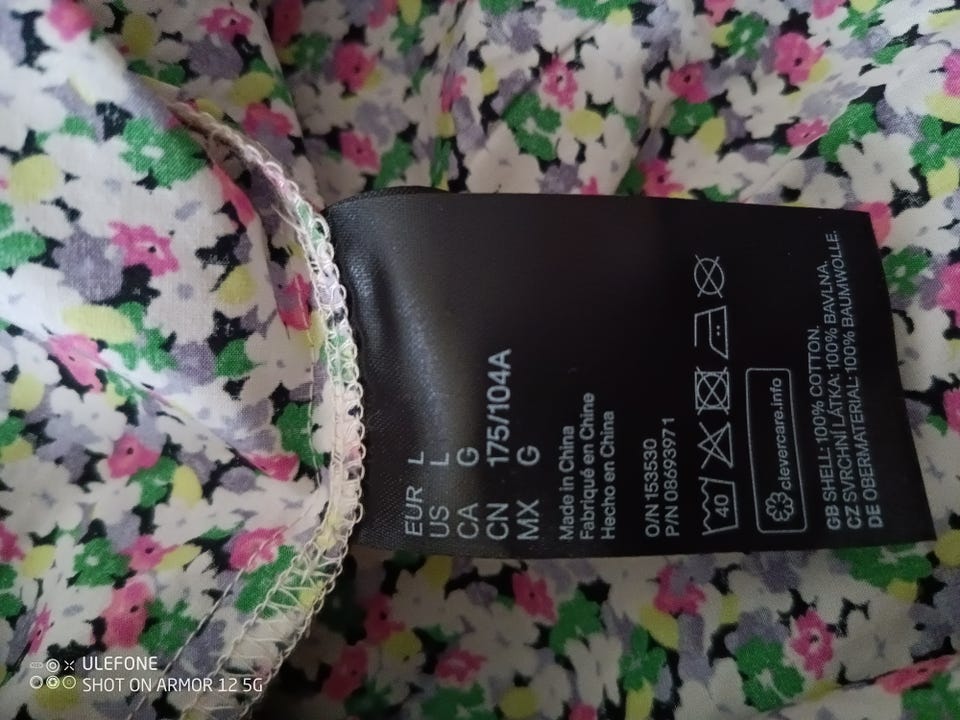 EUR L
US L
CA G
CN 175/104A
MX G
Made in China
Fabriqué en Chine
Hecho en China
O/N 153530
P/N 08693971
40
clevercare.info
GB SHELL: 100% COTTON.
CZ SVRCHNÍ LÁTKA: 100% BAVLNA.
DE OBERMATERIAL: 100% BAUMWOLLE.
ULEFONE
SHOT ON ARMOR 12 5G